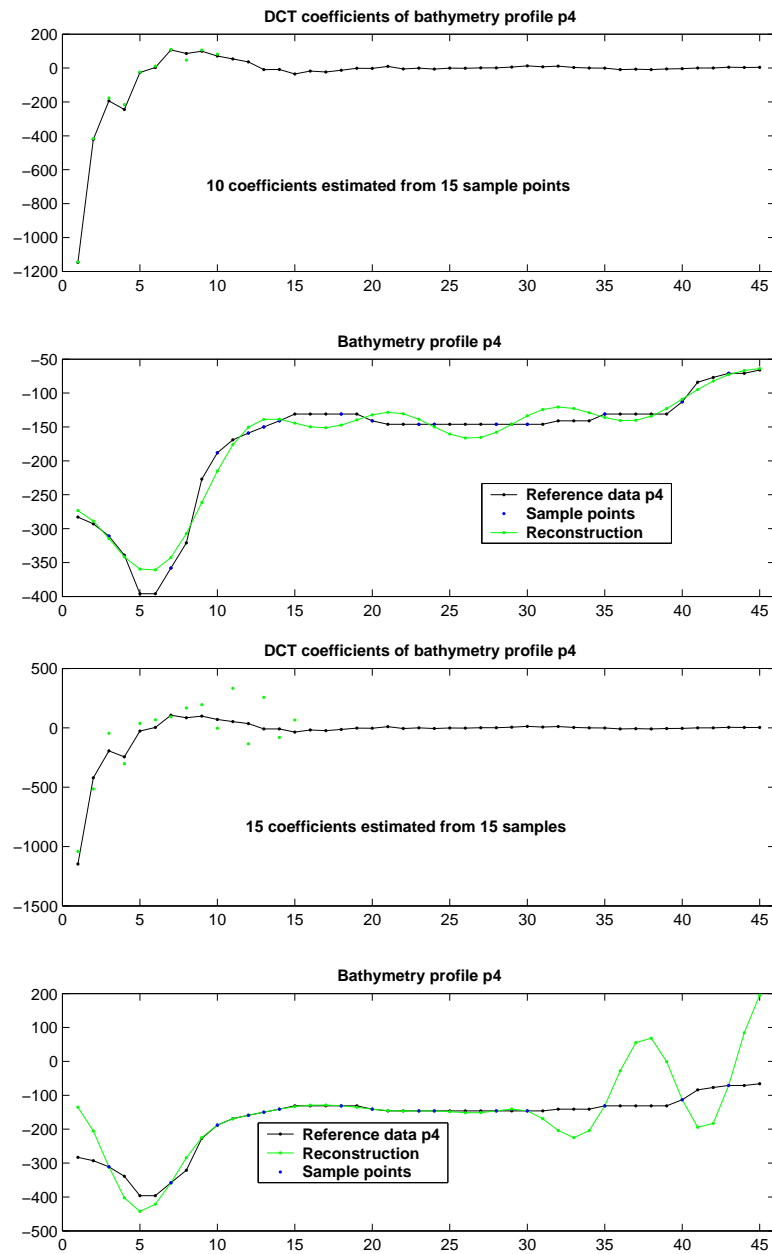 DCT coefficients of bathymetry profile p4
200
0
−200
−400
−600
−800
−1000
−1200
10 coefficients estimated from 15 sample points
0 5 10 15 20 25 30 35 40 45
Bathymetry profile p4
−50
−100
−150
−200
−250
−300
−350
−400
Reference data p4
Sample points
Reconstruction
0 5 10 15 20 25 30 35 40 45
DCT coefficients of bathymetry profile p4
500
0
−500
−1000
−1500
15 coefficients estimated from 15 samples
0 5 10 15 20 25 30 35 40 45
Bathymetry profile p4
200
100
0
−100
−200
−300
−400
−500
Reference data p4
Reconstruction
Sample points
0 5 10 15 20 25 30 35 40 45